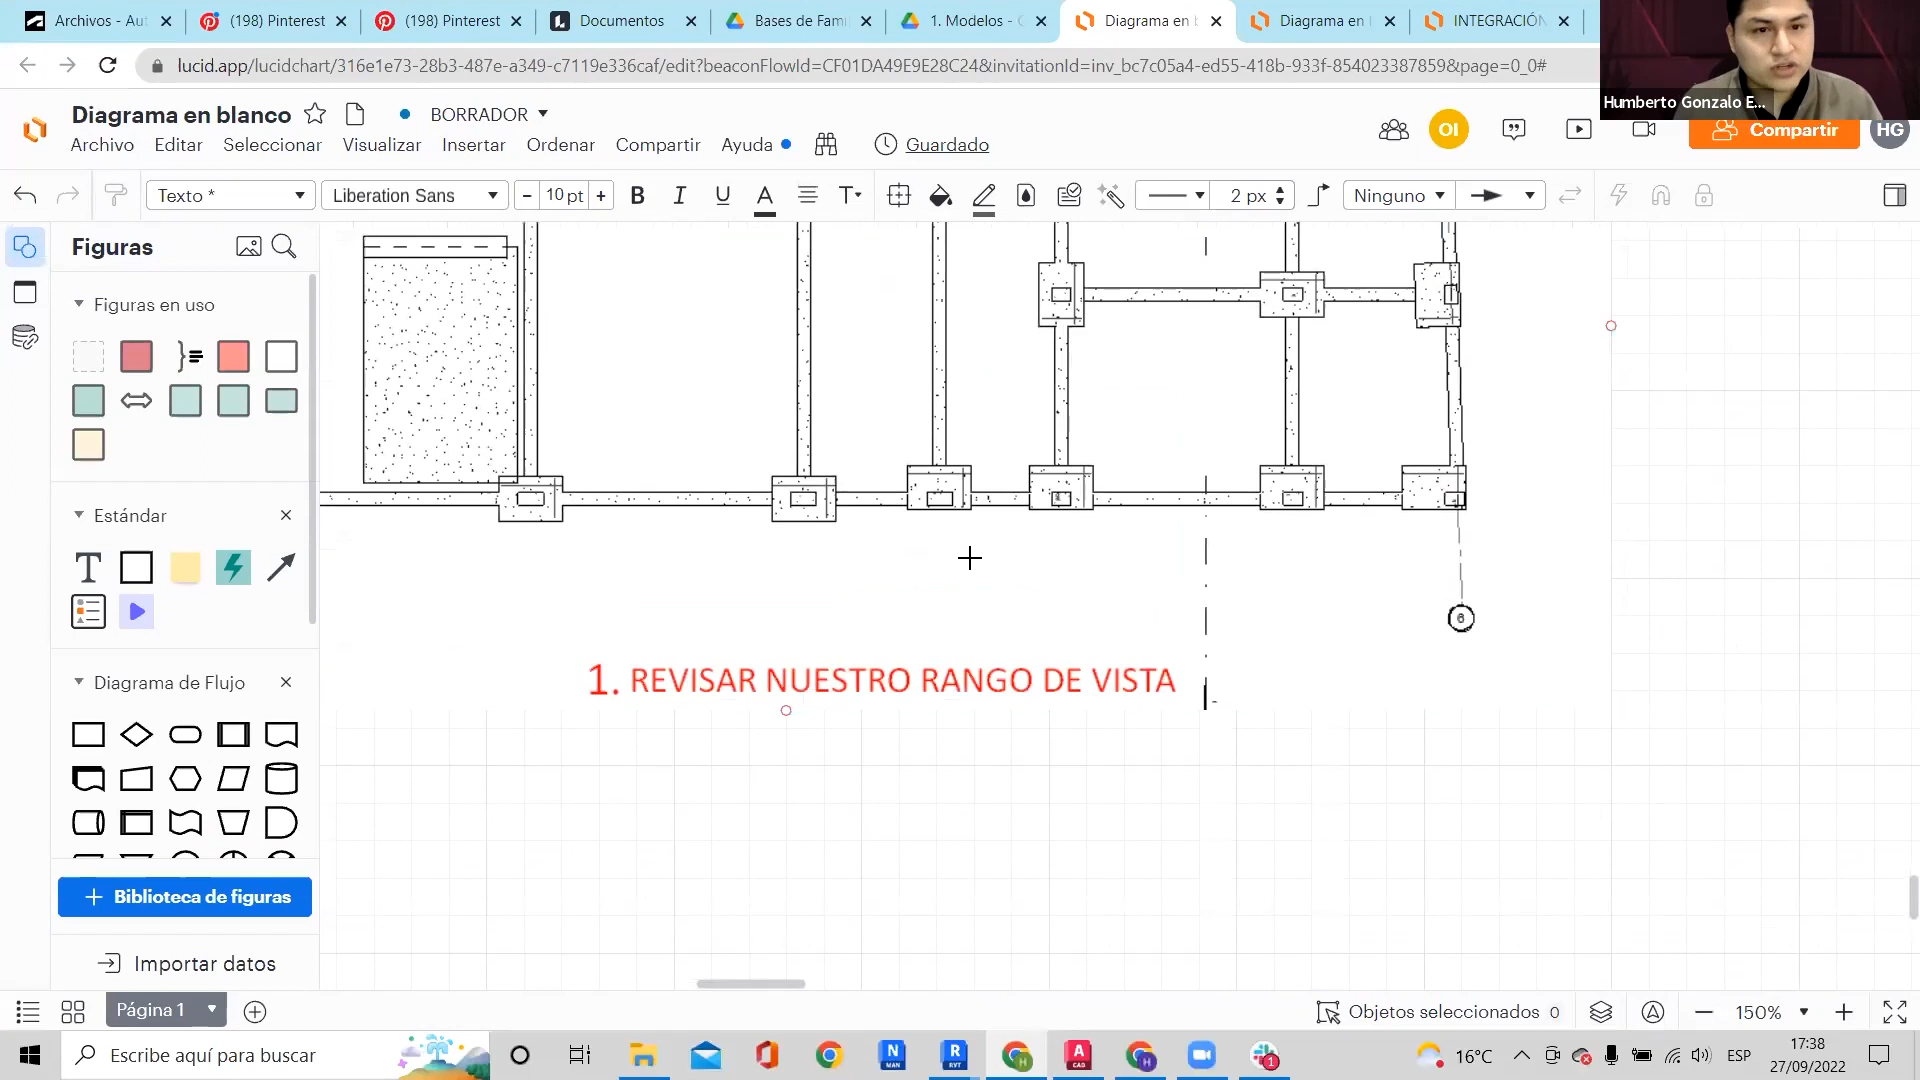 Archivos - Aut
(198) Pinterest
(198) Pinterest
Documentos
Bases de Fami
1. Modelos - 
Diagrama en b
Diagrama en
INTEGRACIÓN
lucid.app/lucidchart/316e1e73-28b3-487e-a349-c7119e336caf/edit?beaconFlowId=CF01DA49E9E28C24&invitationId=inv_bc7c05a4-ed55-418b-933f-854023387859&page=0_0#
Humberto Gonzalo E...
Diagrama en blanco
BORRADOR
Archivo Editar Seleccionar Visualizar Insertar Ordenar Compartir Ayuda Guardado
OI
Compartir
HG
Texto *
Liberation Sans
- 10 pt +
B I U A T
2 px
Ninguno
Figuras
Figuras en uso
Estándar
T
Diagrama de Flujo
Biblioteca de figuras
Importar datos
6
1. REVISAR NUESTRO RANGO DE VISTA
Página 1
Objetos seleccionados 0
150%
Escribe aquí para buscar
N
MAN
R
RVT
A
CAD
1
16°C
ESP
17:38
27/09/2022